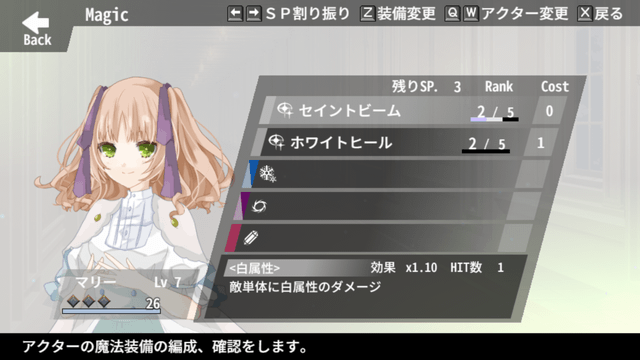 Back
Magic
←→ SP割り振り Z装備変更 QWアクター変更 X戻る
残りSP. 3 Rank Cost
セイントビーム 2 / 5 0
ホワイトヒール 2 / 5 1
マリー Lv 7
26
<白属性> 効果 x1.10 HIT数 1
敵単体に白属性のダメージ
アクターの魔法装備の編成、確認をします。